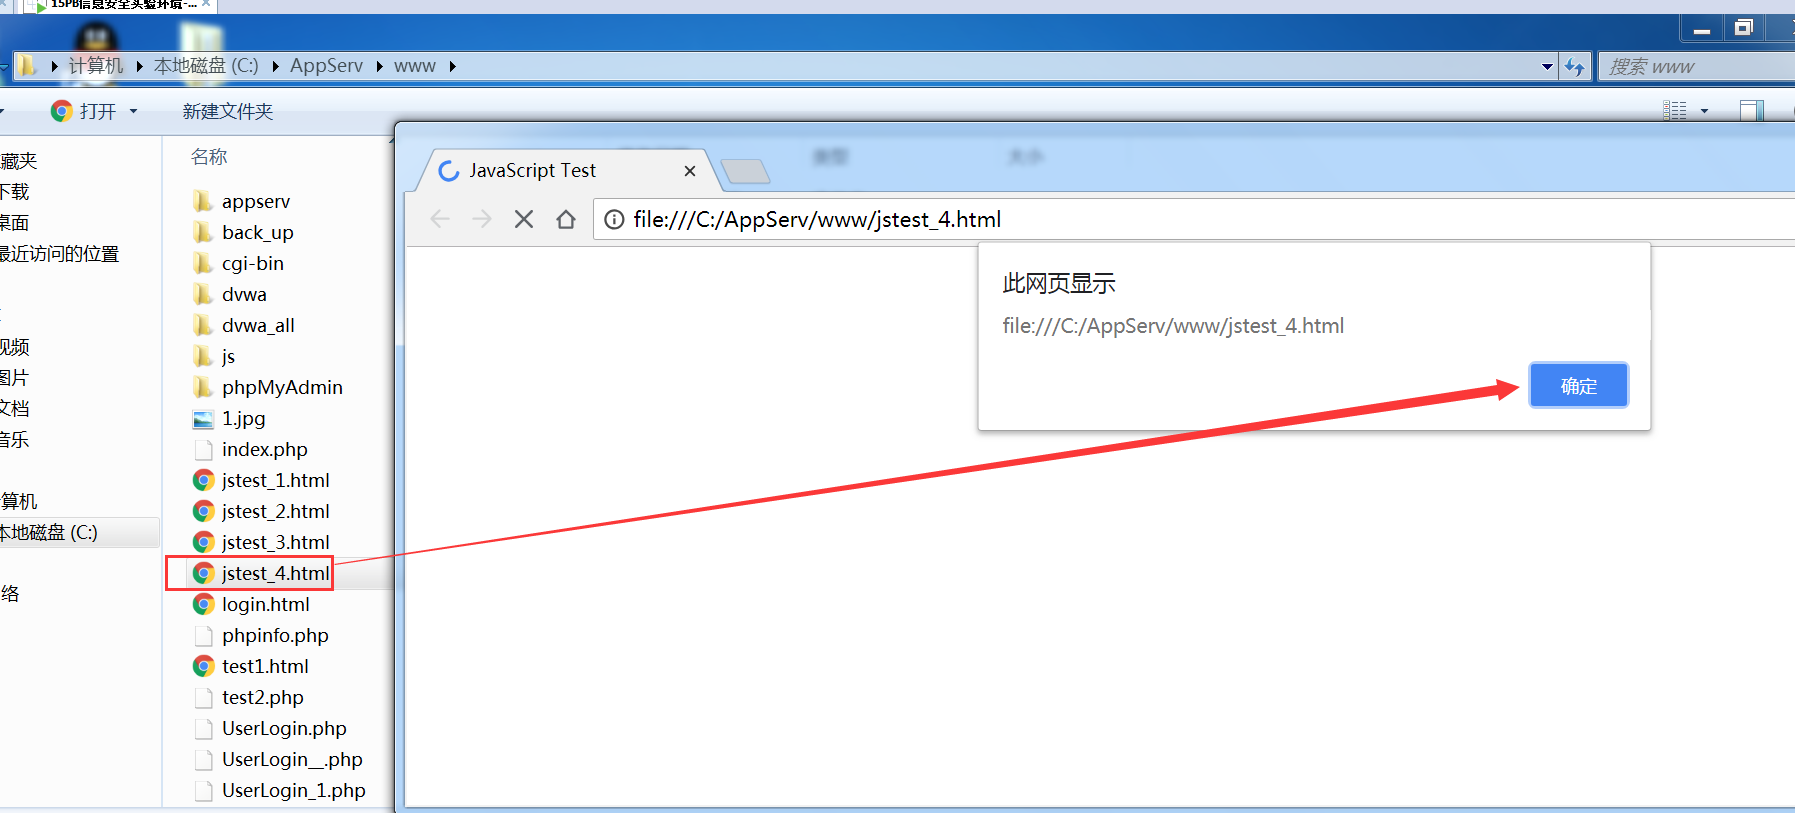 15PB信息安全实验环境-...
计算机 本地磁盘 (C:) AppServ www
搜索 www
打开 新建文件夹
藏夹
下载
桌面
最近访问的位置
视频
图片
文档
音乐
算机
本地磁盘 (C:)
络
名称
appserv
back_up
cgi-bin
dvwa
dvwa_all
js
phpMyAdmin
1.jpg
index.php
jstest_1.html
jstest_2.html
jstest_3.html
jstest_4.html
login.html
phpinfo.php
test1.html
test2.php
UserLogin.php
UserLogin__.php
UserLogin_1.php
类型 大小
JavaScript Test
file:///C:/AppServ/www/jstest_4.html
此网页显示
file:///C:/AppServ/www/jstest_4.html
确定